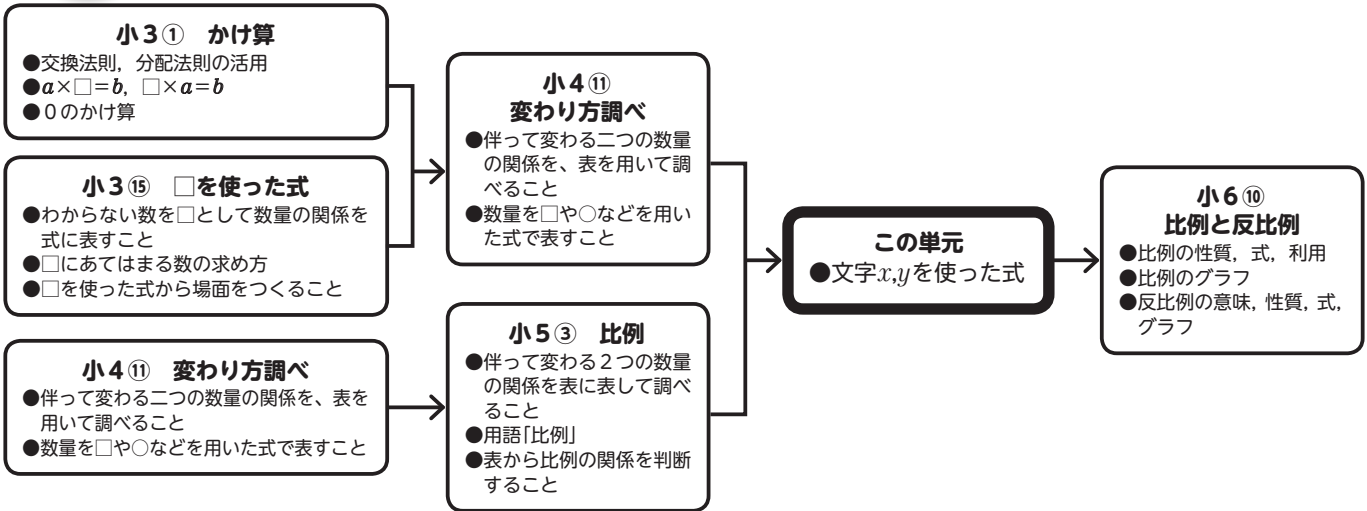 小3① かけ算
●交換法則，分配法則の活用
●a×□=b，□×a=b
●0のかけ算
小3⑮ □を使った式
●わからない数を□として数量の関係を
式に表すこと
●□にあてはまる数の求め方
●□を使った式から場面をつくること
小4⑪ 変わり方調べ
●伴って変わる二つの数量の関係を、表を
用いて調べること
●数量を□や○などを用いた式で表すこと
小4⑪
変わり方調べ
●伴って変わる二つの数量
の関係を、表を用いて調
べること
●数量を□や○などを用い
た式で表すこと
小5③ 比例
●伴って変わる2つの数量
の関係を表に表して調べ
ること
●用語「比例」
●表から比例の関係を判断
すること
この単元
●文字x,yを使った式
小6⑩
比例と反比例
●比例の性質，式，利用
●比例のグラフ
●反比例の意味，性質，式，
グラフ